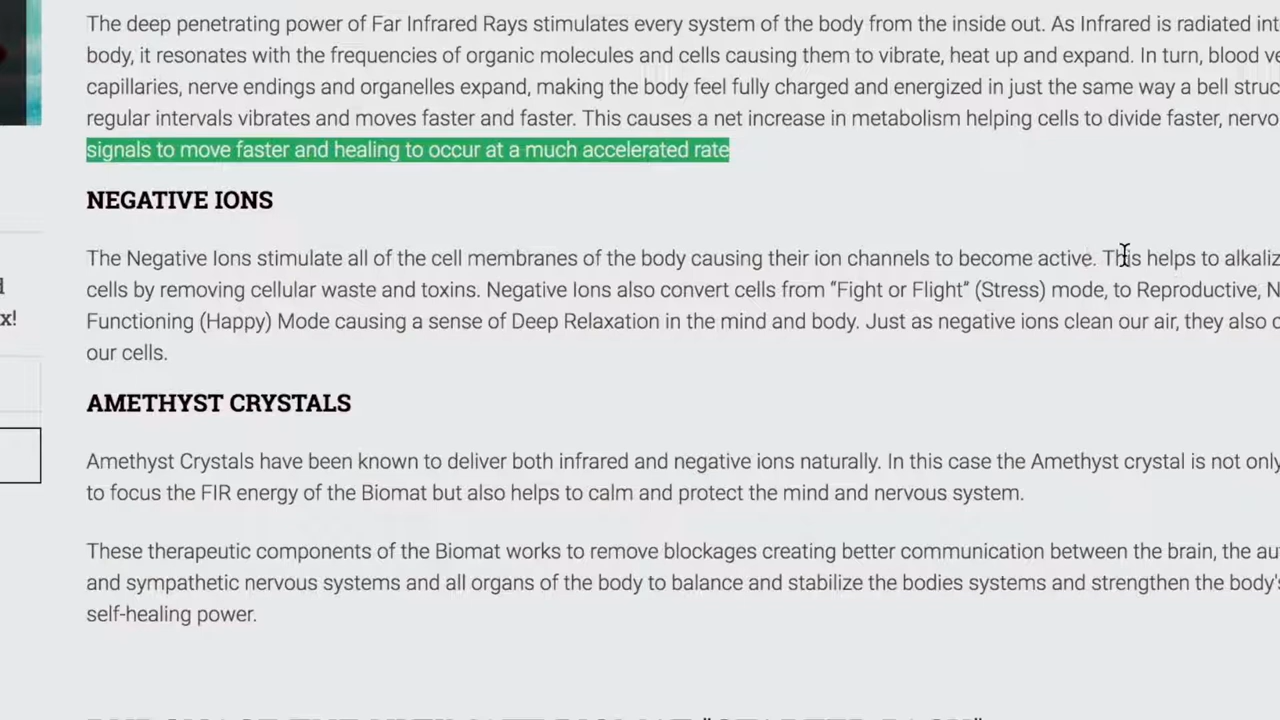 The deep penetrating power of Far Infrared Rays stimulates every system of the body from the inside out. As Infrared is radiated int
body, it resonates with the frequencies of organic molecules and cells causing them to vibrate, heat up and expand. In turn, blood ve
capillaries, nerve endings and organelles expand, making the body feel fully charged and energized in just the same way a bell struc
regular intervals vibrates and moves faster and faster. This causes a net increase in metabolism helping cells to divide faster, nervo
signals to move faster and healing to occur at a much accelerated rate
NEGATIVE IONS
The Negative Ions stimulate all of the cell membranes of the body causing their ion channels to become active. This helps to alkaliz
cells by removing cellular waste and toxins. Negative Ions also convert cells from “Fight or Flight” (Stress) mode, to Reproductive, N
x!
Functioning (Happy) Mode causing a sense of Deep Relaxation in the mind and body. Just as negative ions clean our air, they also c
our cells.
AMETHYST CRYSTALS
Amethyst Crystals have been known to deliver both infrared and negative ions naturally. In this case the Amethyst crystal is not only
to focus the FIR energy of the Biomat but also helps to calm and protect the mind and nervous system.
These therapeutic components of the Biomat works to remove blockages creating better communication between the brain, the au
and sympathetic nervous systems and all organs of the body to balance and stabilize the bodies systems and strengthen the body's
self-healing power.